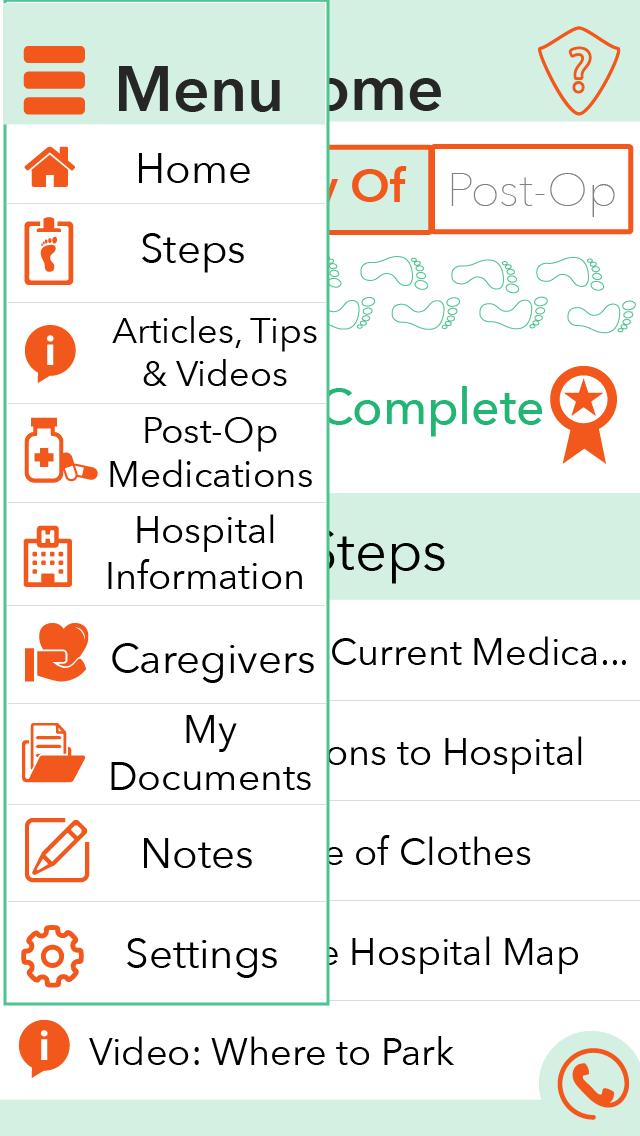 Menu
ome
Home
y Of
Post-Op
Steps
Articles, Tips
& Videos
Complete
Post-Op
Medications
Hospital
Information
Steps
Caregivers
Current Medica...
My
Documents
ons to Hospital
Notes
e of Clothes
Settings
e Hospital Map
Video: Where to Park